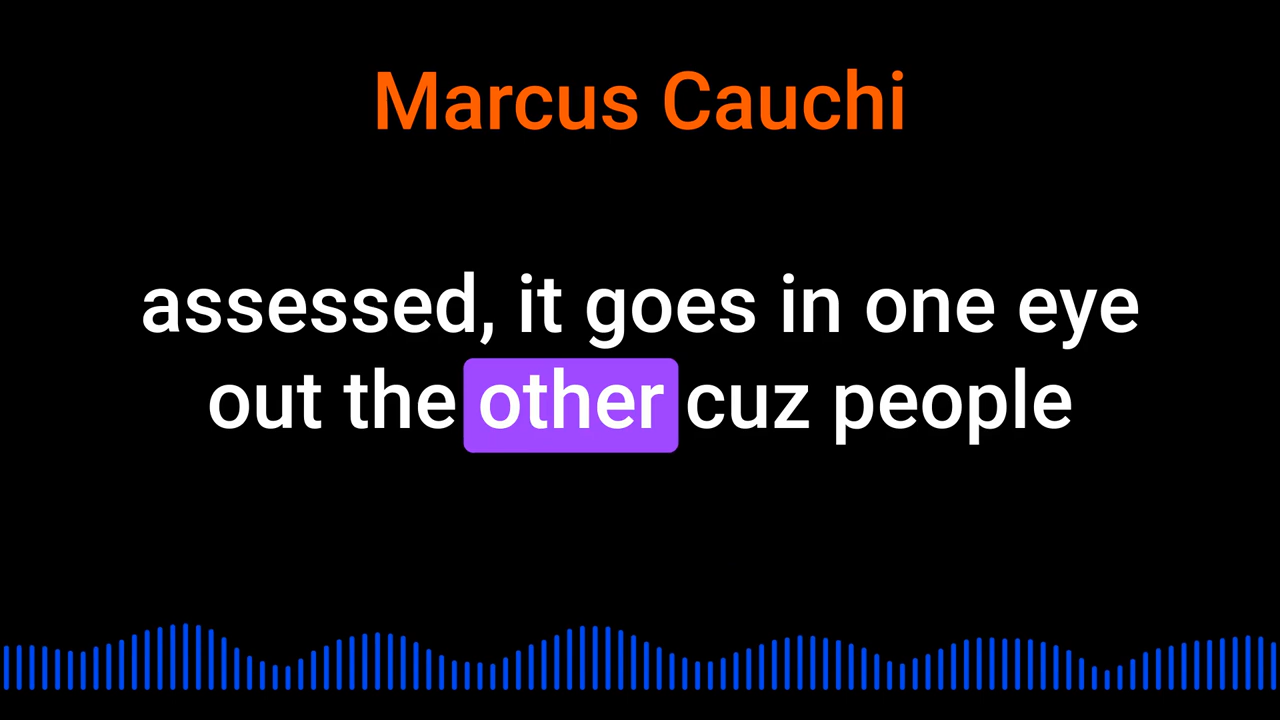 Marcus Cauchi
assessed, it goes in one eye
out the other cuz people